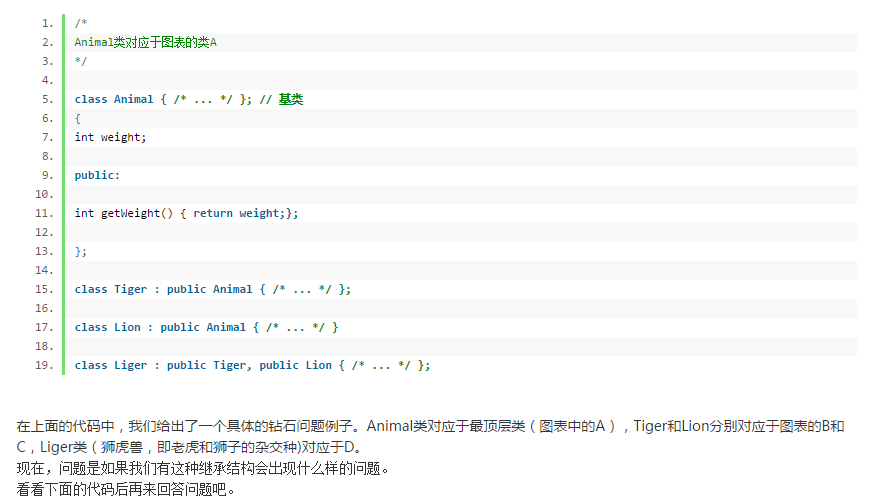 1. /*
2. Animal类对应于图表的类A
3. */
4.
5. class Animal { /* ... */ }; // 基类
6. {
7. int weight;
8.
9. public:
10.
11. int getWeight() { return weight;};
12.
13. };
14.
15. class Tiger : public Animal { /* ... */ };
16.
17. class Lion : public Animal { /* ... */ }
18.
19. class Liger : public Tiger, public Lion { /* ... */ };
在上面的代码中，我们给出了一个具体的钻石问题例子。Animal类对应于最顶层类（图表中的A），Tiger和Lion分别对应于图表的B和
C，Liger类（狮虎兽，即老虎和狮子的杂交种)对应于D。
现在，问题是如果我们有这种继承结构会出现什么样的问题。
看看下面的代码后再来回答问题吧。